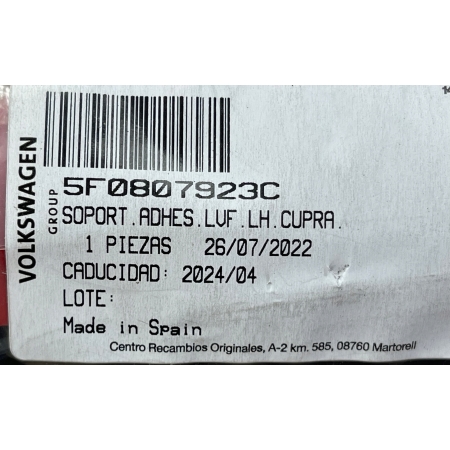 VOLKSWAGEN
GROUP
5F0807923C
SOPORT.ADHES.LVF.LH.CUPRA.
1 PIEZAS 26/07/2022
CADUCIDAD: 2024/04
LOTE:
Made in Spain
Centro Recambios Originales, A-2 km. 585, 08760 Martorell